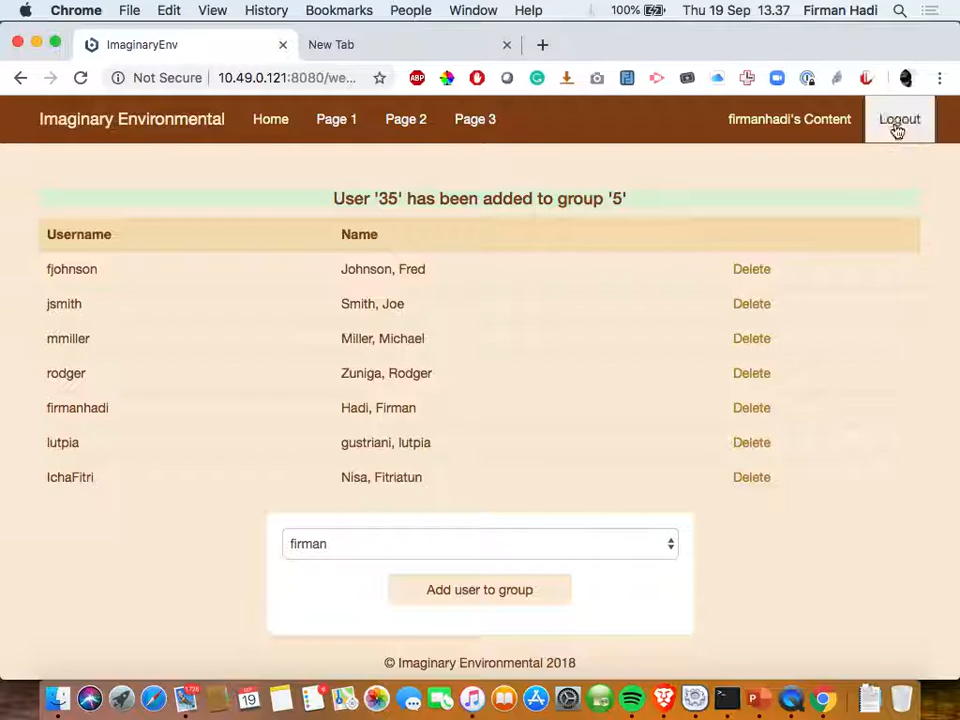 Chrome File Edit View History Bookmarks People Window Help 100% Thu 19 Sep 13.37 Firman Hadi
ImaginaryEnv New Tab
Not Secure 10.49.0.121:8080/we...
Imaginary Environmental Home Page 1 Page 2 Page 3 firmanhadi's Content Logout
User '35' has been added to group '5'
Username Name
fjohnson Johnson, Fred Delete
jsmith Smith, Joe Delete
mmiller Miller, Michael Delete
rodger Zuniga, Rodger Delete
firmanhadi Hadi, Firman Delete
lutpia gustriani, lutpia Delete
IchaFitri Nisa, Fitriatun Delete
firman
Add user to group
© Imaginary Environmental 2018